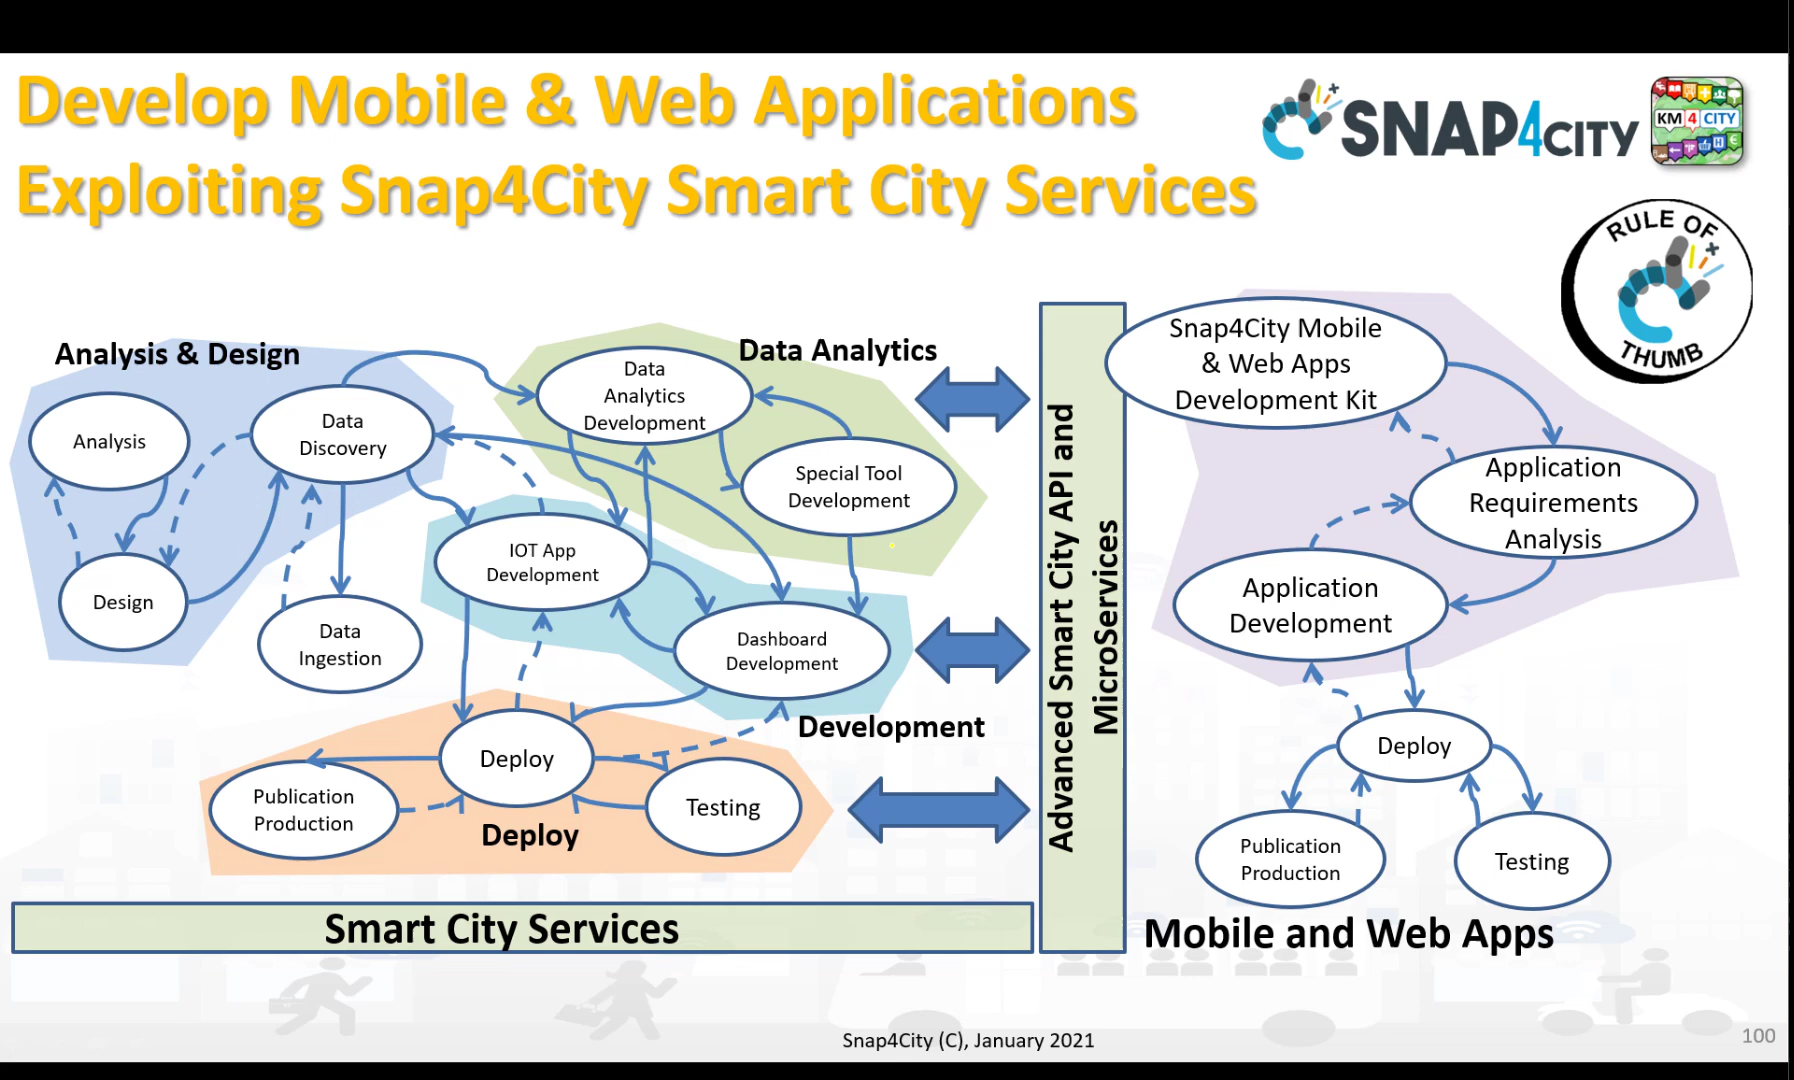 Develop Mobile & Web Applications
Exploiting Snap4City Smart City Services
SNAP4CITY
KM 4 CITY
RULE OF
THUMB
Analysis & Design
Analysis
Data
Discovery
Design
Data
Ingestion
Data Analytics
Data
Analytics
Development
Special Tool
Development
IOT App
Development
Dashboard
Development
Development
Deploy
Publication
Production
Testing
Deploy
Smart City Services
Advanced Smart City API and
MicroServices
Snap4City Mobile
& Web Apps
Development Kit
Application
Requirements
Analysis
Application
Development
Deploy
Publication
Production
Testing
Mobile and Web Apps
Snap4City (C), January 2021
100